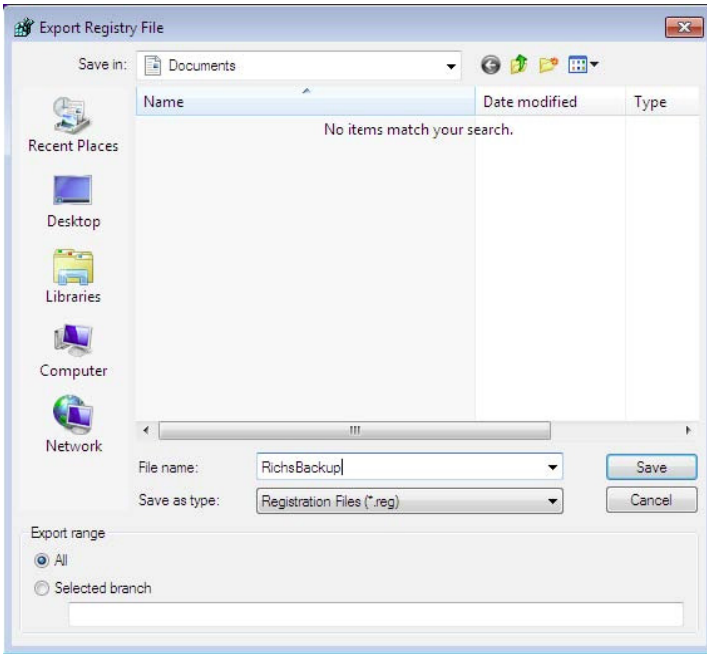 Export Registry File
Save in: Documents
Name Date modified Type
No items match your search.
Recent Places
Desktop
Libraries
Computer
Network
File name: RichsBackup Save
Save as type: Registration Files (*.reg) Cancel
Export range
All
Selected branch